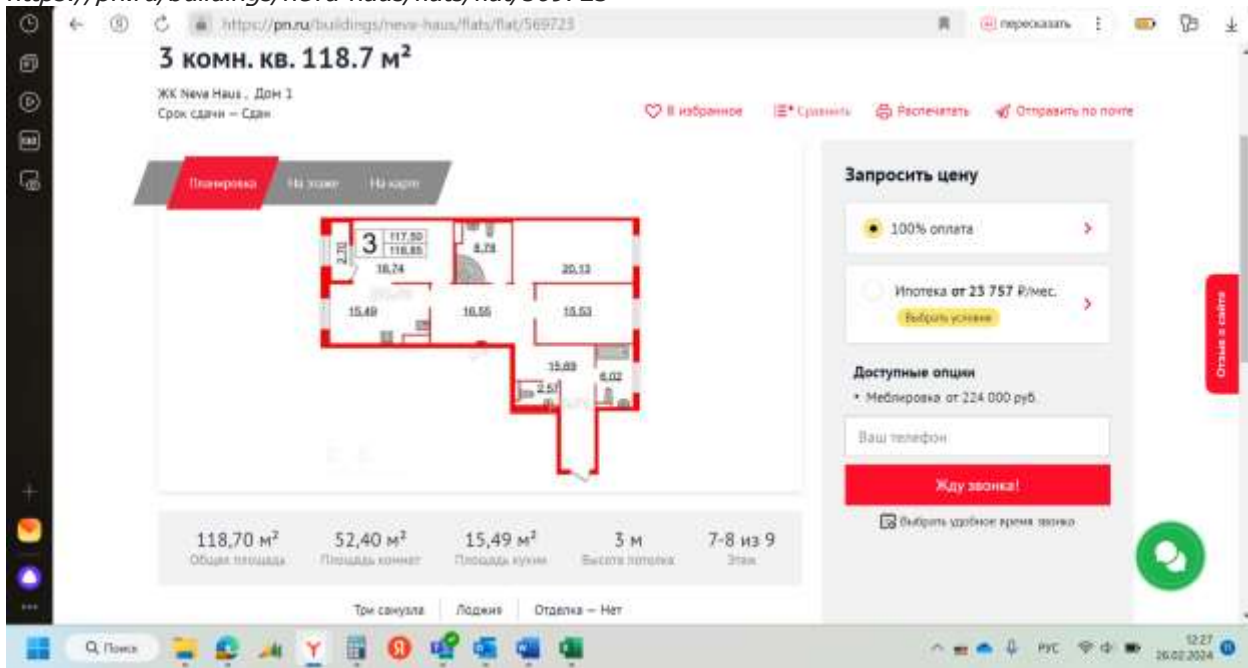 https://pn.ru/buildings/neva-haus/flats/flat/569723
https://pn.ru/buildings/neva-haus/flats/flat/569723
пересказать
3 комн. кв. 118.7 м²
ЖК Neva Haus , Дом 1
Срок сдачи — Сдан
В избранное
Сравнить
Распечатать
Отправить по почте
Планировка
На этаже
На карте
Запросить цену
100% оплата
Ипотека от 23 757 ₽/мес.
Выбрать условия
Доступные опции
• Меблировка от 224 000 руб.
Ваш телефон
Жду звонка!
Выбрать удобное время звонка
Отзыв о сайте
3
117,50
118,85
2,70
18,74
8,78
20,13
15,49
16,55
15,53
15,69
2,57
6,02
118,70 м²
Общая площадь
52,40 м²
Площадь комнат
15,49 м²
Площадь кухни
3 м
Высота потолка
7-8 из 9
Этаж
Три санузла
Лоджия
Отделка — Нет
Поиск
РУС
12:27
26.02.2024